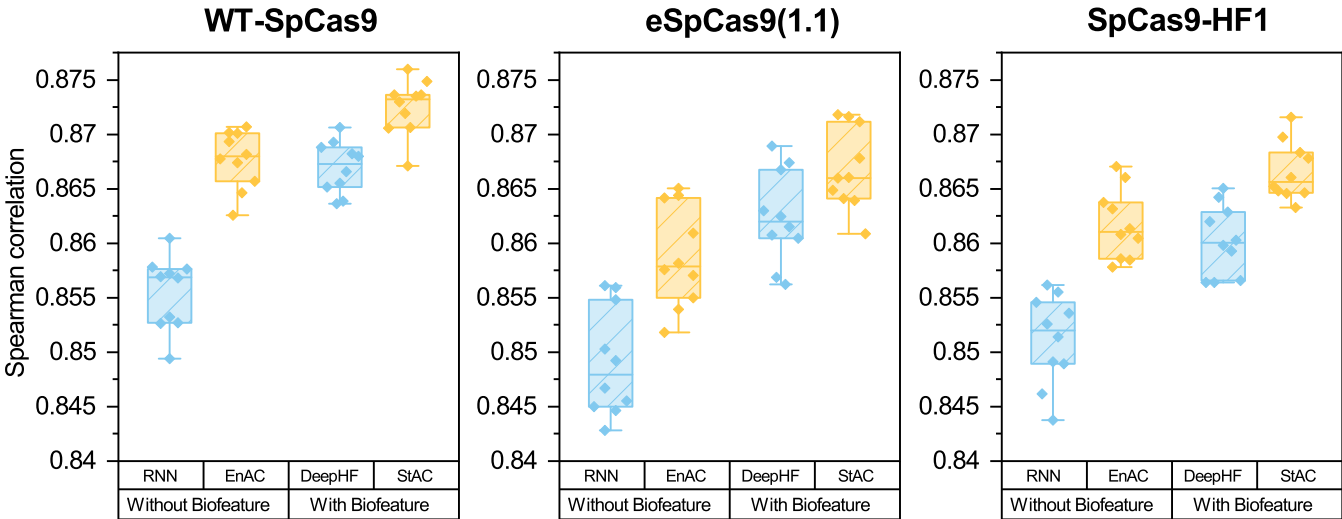 WT-SpCas9
eSpCas9(1.1)
SpCas9-HF1
Spearman correlation
0.875
0.87
0.865
0.86
0.855
0.85
0.845
0.84
RNN
EnAC
DeepHF
StAC
Without Biofeature
With Biofeature
0.875
0.87
0.865
0.86
0.855
0.85
0.845
0.84
RNN
EnAC
DeepHF
StAC
Without Biofeature
With Biofeature
0.875
0.87
0.865
0.86
0.855
0.85
0.845
0.84
RNN
EnAC
DeepHF
StAC
Without Biofeature
With Biofeature